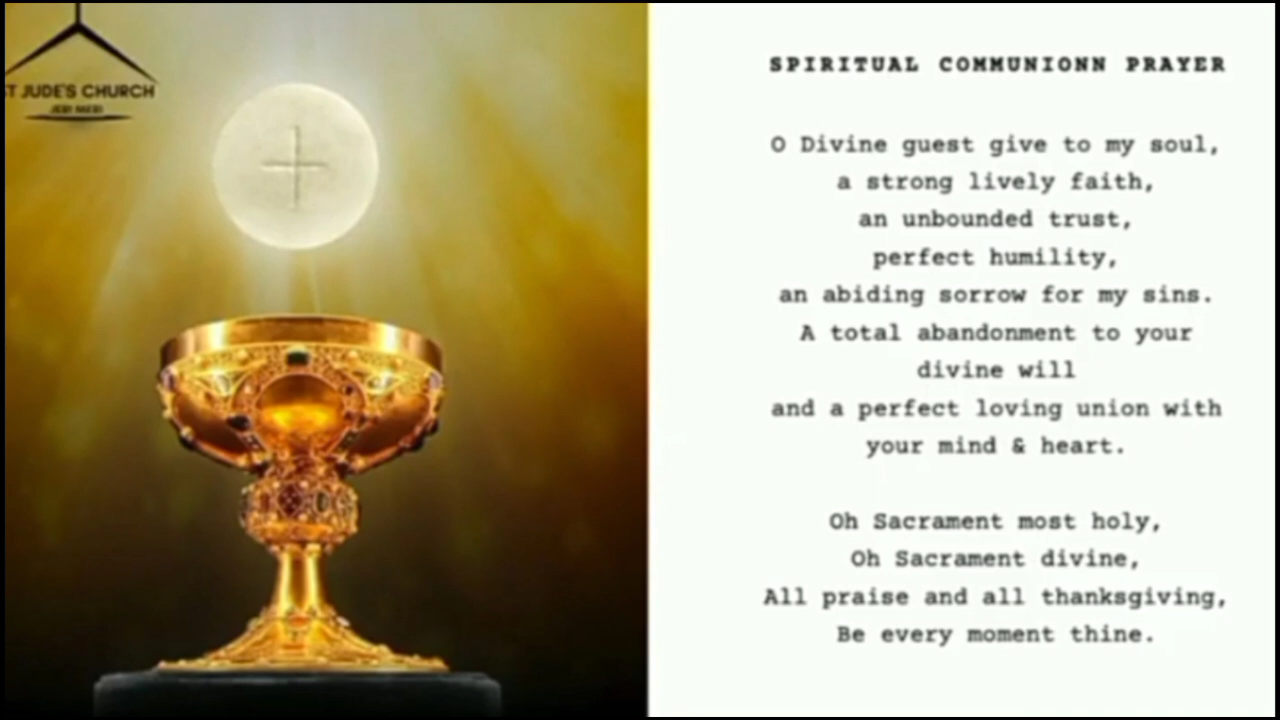 T JUDE'S CHURCH
JERI MERI
SPIRITUAL COMMUNIONN PRAYER
O Divine guest give to my soul,
a strong lively faith,
an unbounded trust,
perfect humility,
an abiding sorrow for my sins.
A total abandonment to your
divine will
and a perfect loving union with
your mind & heart.
Oh Sacrament most holy,
Oh Sacrament divine,
All praise and all thanksgiving,
Be every moment thine.